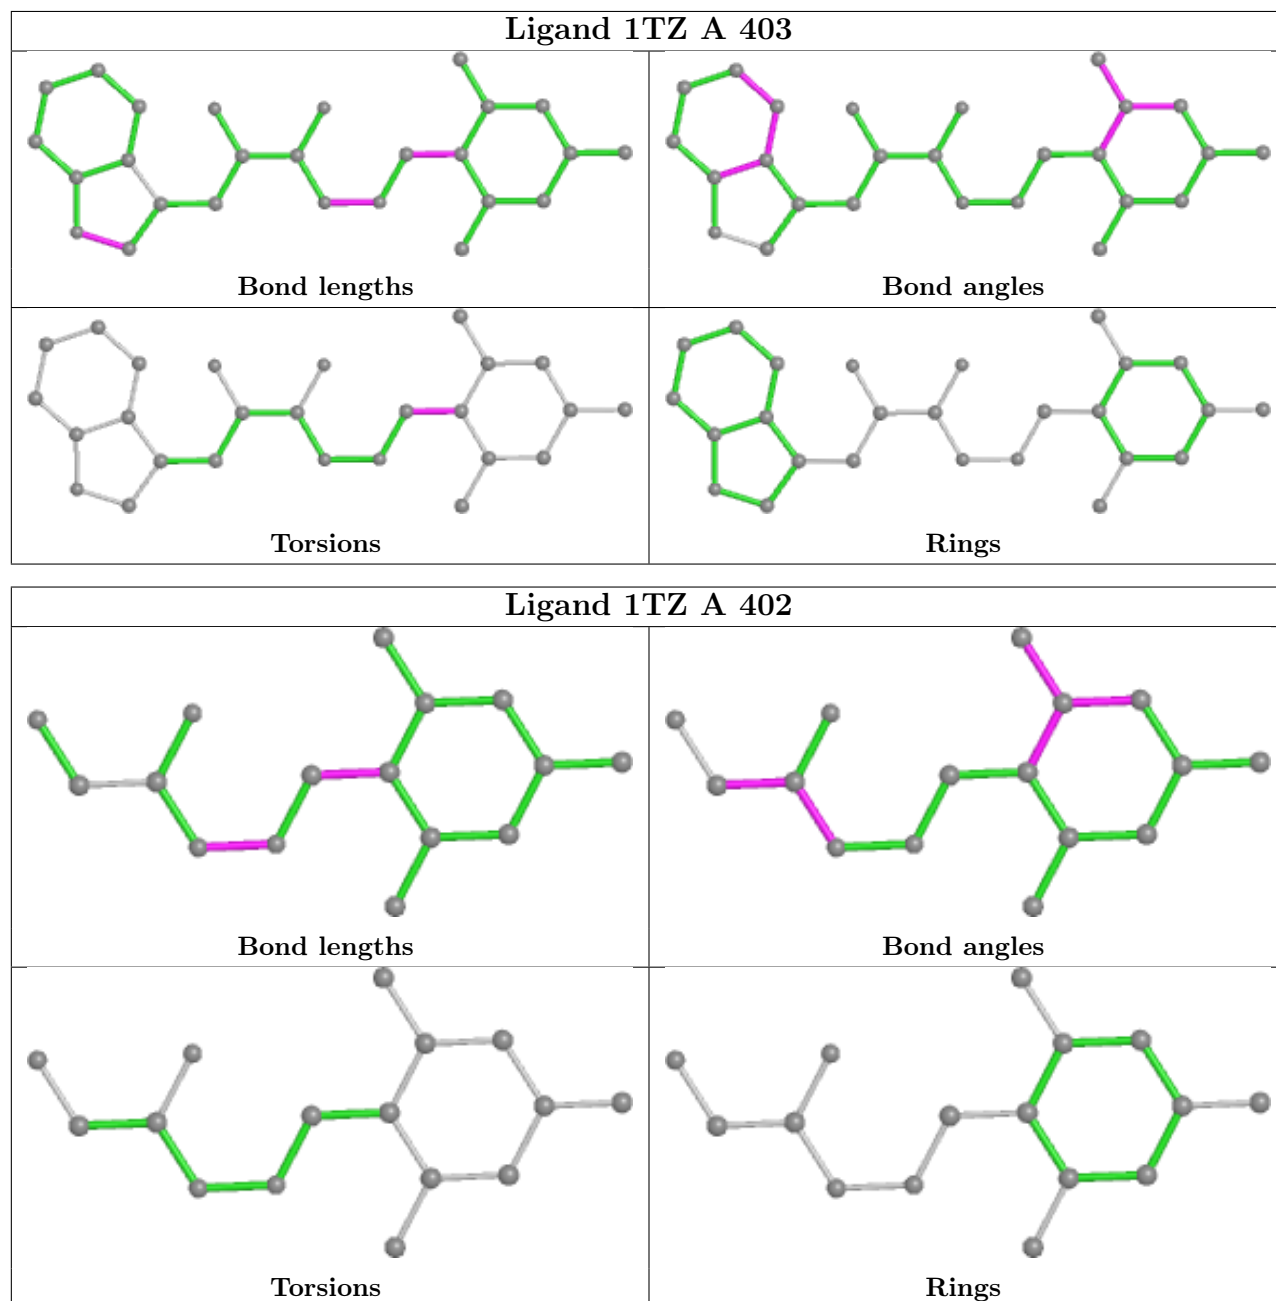 Ligand 1TZ A 403
Bond lengths
Bond angles
Torsions
Rings
Ligand 1TZ A 402
Bond lengths
Bond angles
Torsions
Rings